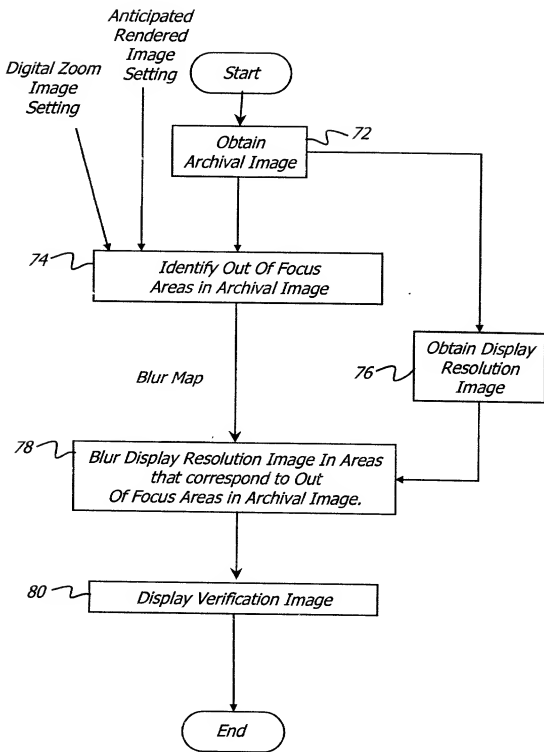 Anticipated
Rendered
Image
Setting
Digital Zoom
Image
Setting
Start
Obtain
Archival Image
72
74
Identify Out Of Focus
Areas in Archival Image
Obtain Display
Resolution
Image
76
Blur Map
78
Blur Display Resolution Image In Areas
that correspond to Out
Of Focus Areas in Archival Image.
80
Display Verification Image
End